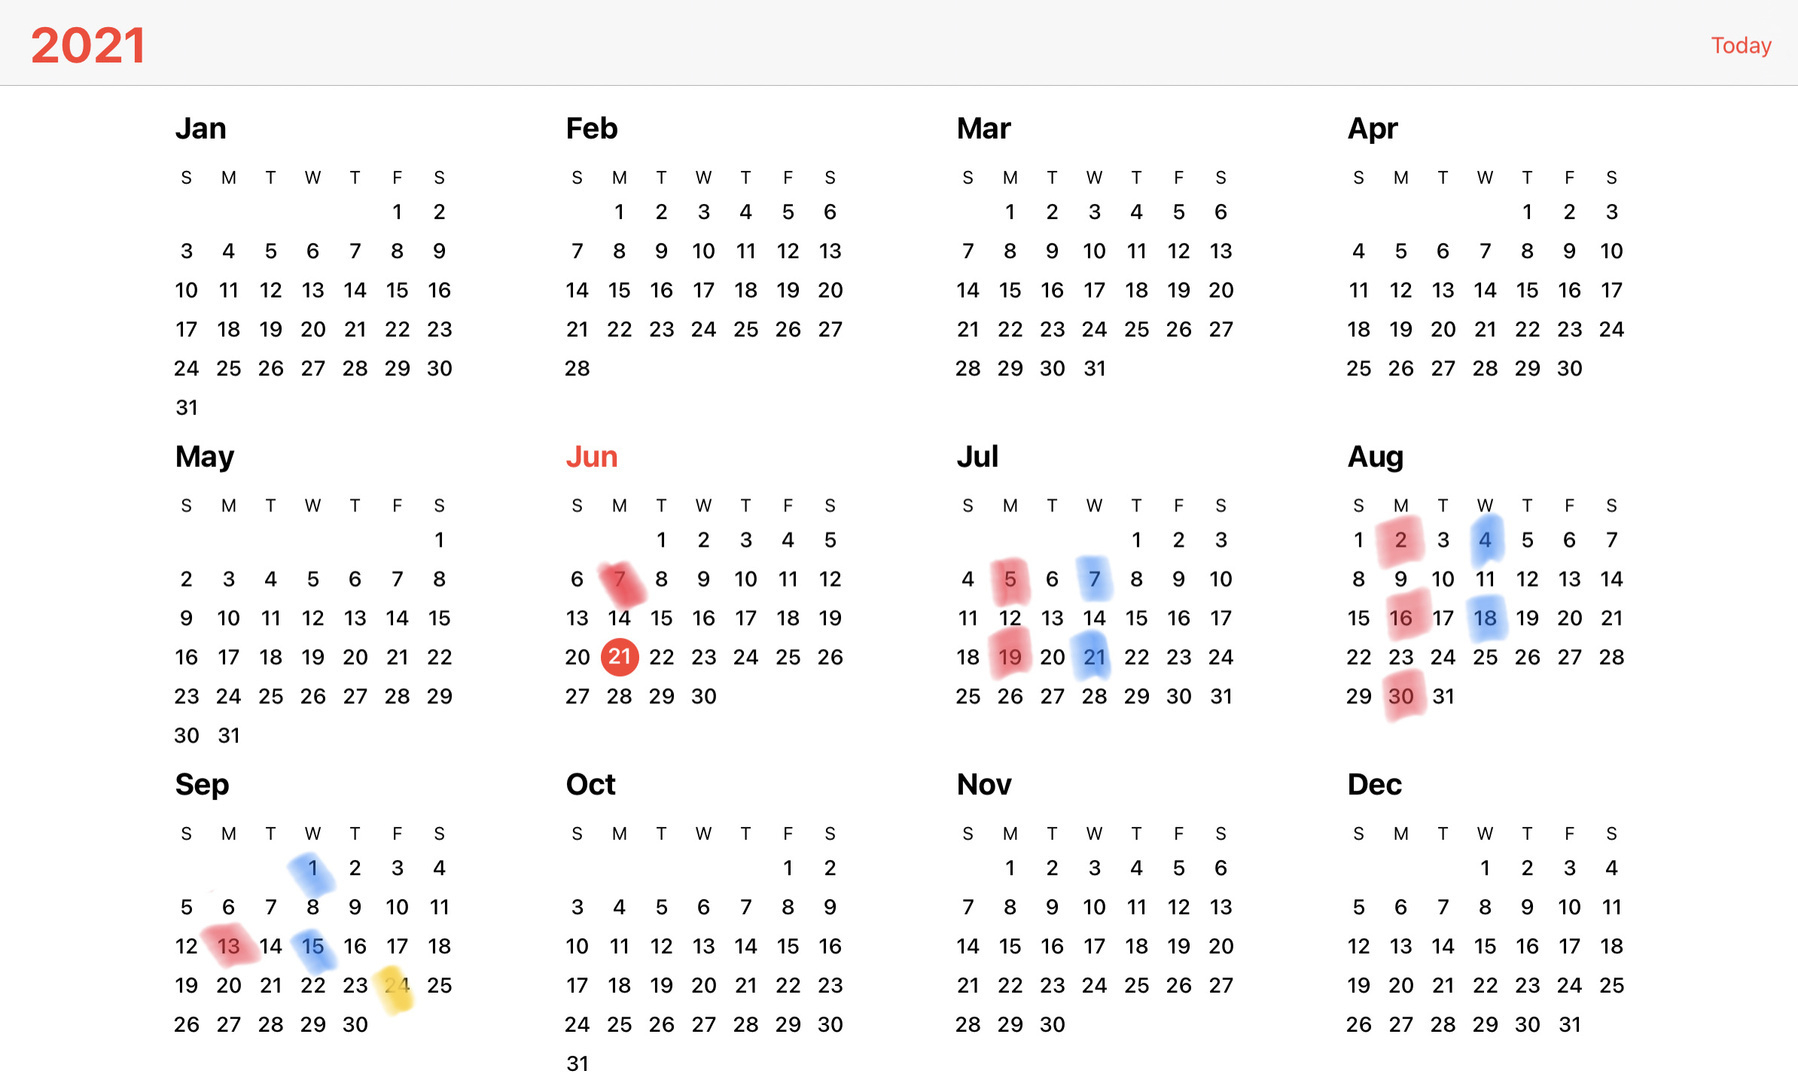 2021 Today
Jan Feb Mar Apr
S M T W T F S S M T W T F S S M T W T F S S M T W T F S
1 2 1 2 3 4 5 6 1 2 3 4 5 6 1 2 3
3 4 5 6 7 8 9 7 8 9 10 11 12 13 7 8 9 10 11 12 13 4 5 6 7 8 9 10
10 11 12 13 14 15 16 14 15 16 17 18 19 20 14 15 16 17 18 19 20 11 12 13 14 15 16 17
17 18 19 20 21 22 23 21 22 23 24 25 26 27 21 22 23 24 25 26 27 18 19 20 21 22 23 24
24 25 26 27 28 29 30 28 28 29 30 31 25 26 27 28 29 30
31
May Jun Jul Aug
S M T W T F S S M T W T F S S M T W T F S S M T W T F S
1 1 2 3 4 5 1 2 3 1 2 3 4 5 6 7
2 3 4 5 6 7 8 6 7 8 9 10 11 12 4 5 6 7 8 9 10 8 9 10 11 12 13 14
9 10 11 12 13 14 15 13 14 15 16 17 18 19 11 12 13 14 15 16 17 15 16 17 18 19 20 21
16 17 18 19 20 21 22 20 21 22 23 24 25 26 18 19 20 21 22 23 24 22 23 24 25 26 27 28
23 24 25 26 27 28 29 27 28 29 30 25 26 27 28 29 30 31 29 30 31
30 31
Sep Oct Nov Dec
S M T W T F S S M T W T F S S M T W T F S S M T W T F S
1 2 3 4 1 2 1 2 3 4 5 6 1 2 3 4
5 6 7 8 9 10 11 3 4 5 6 7 8 9 7 8 9 10 11 12 13 5 6 7 8 9 10 11
12 13 14 15 16 17 18 10 11 12 13 14 15 16 14 15 16 17 18 19 20 12 13 14 15 16 17 18
19 20 21 22 23 24 25 17 18 19 20 21 22 23 21 22 23 24 25 26 27 19 20 21 22 23 24 25
26 27 28 29 30 24 25 26 27 28 29 30 28 29 30 26 27 28 29 30 31
31